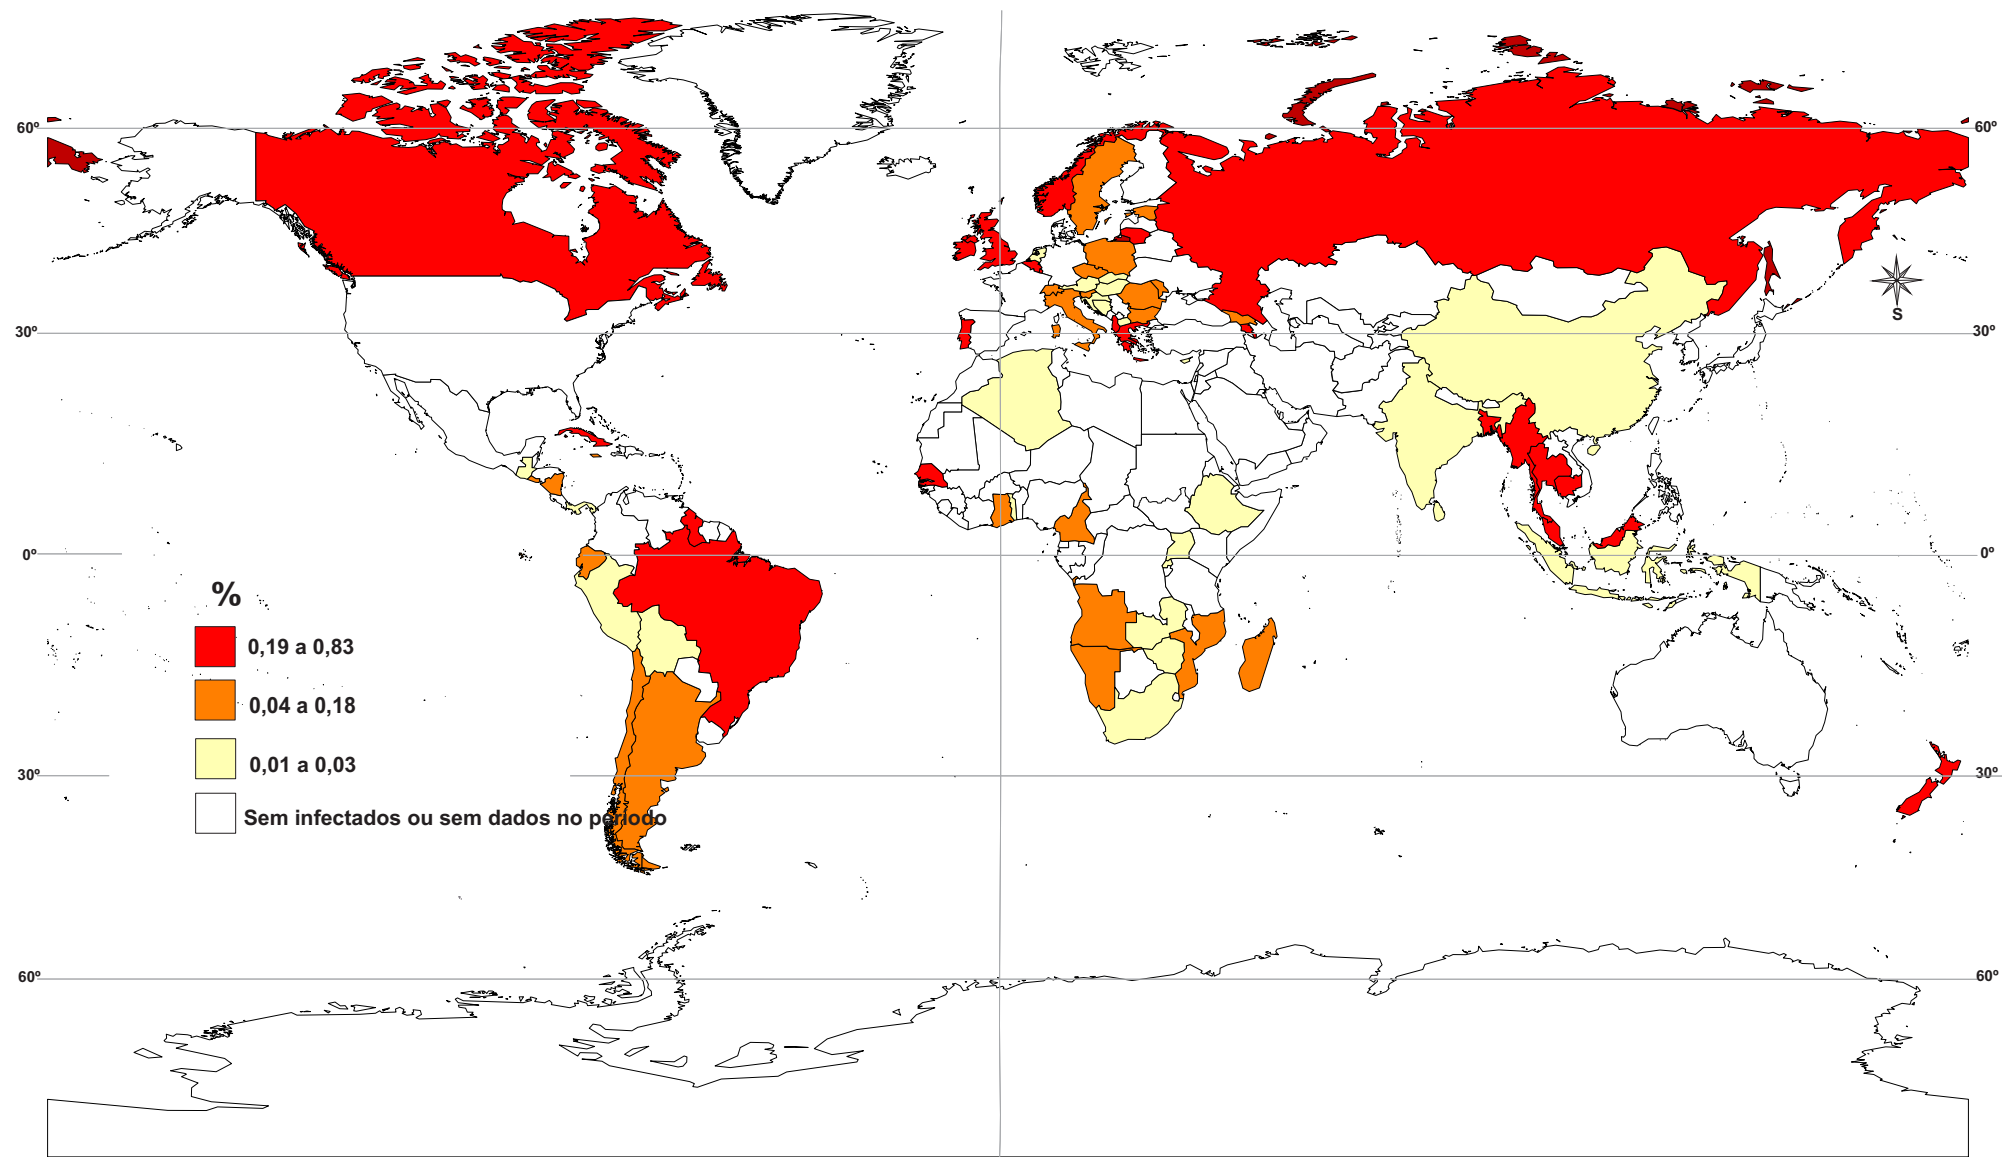 60º 60º
S
30º 30º
0º 0º
%
0,19 a 0,83
0,04 a 0,18
0,01 a 0,03
30º 30º
Sem infectados ou sem dados no período
60º 60º